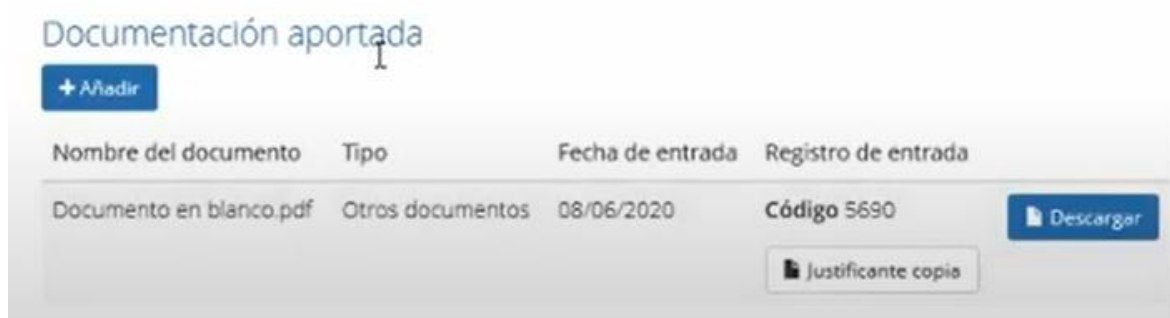 Documentación aportada
+ Añadir
Nombre del documento Tipo Fecha de entrada Registro de entrada
Documento en blanco.pdf Otros documentos 08/06/2020 Código 5690 Descargar
Justificante copia